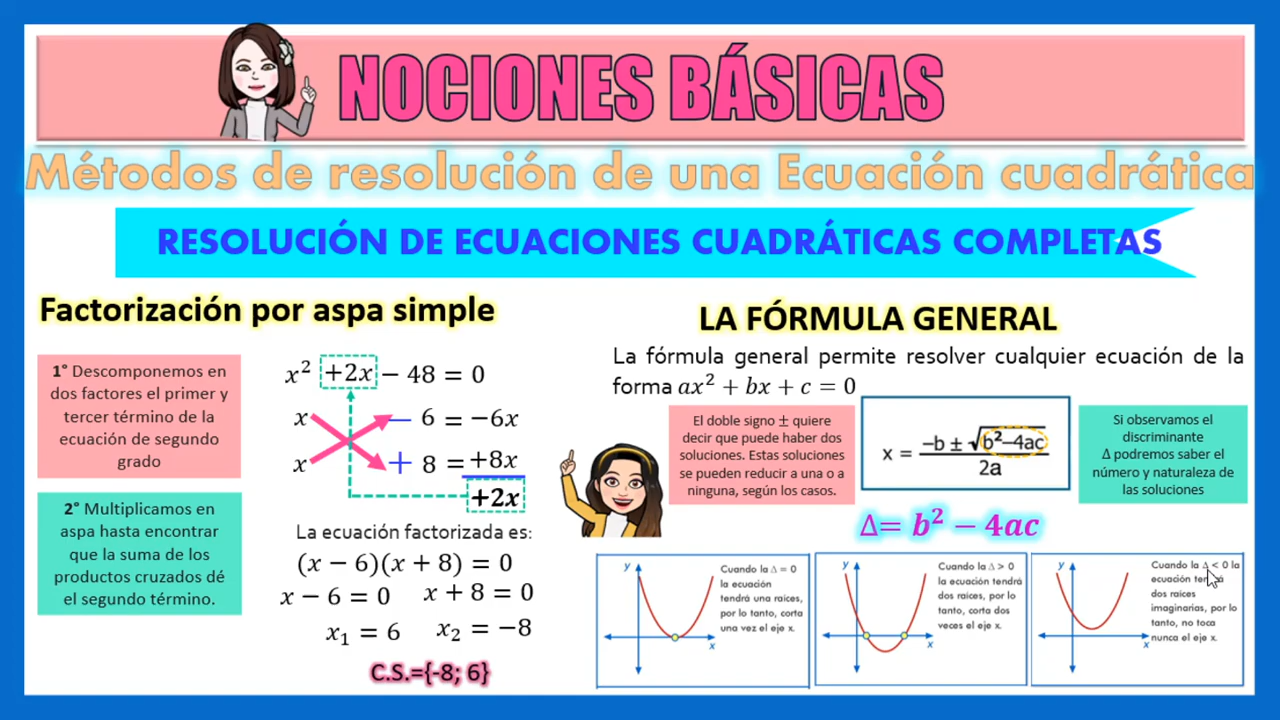 NOCIONES BÁSICAS
Métodos de resolución de una Ecuación cuadrática
RESOLUCIÓN DE ECUACIONES CUADRÁTICAS COMPLETAS
Factorización por aspa simple
1° Descomponemos en
dos factores el primer y
tercer término de la
ecuación de segundo
grado
2° Multiplicamos en
aspa hasta encontrar
que la suma de los
productos cruzados dé
el segundo término.
x² +2x − 48 = 0
x − 6 = −6x
x + 8 = +8x
+2x
La ecuación factorizada es:
(x − 6)(x + 8) = 0
x − 6 = 0 x + 8 = 0
x₁ = 6 x₂ = −8
C.S.={-8; 6}
LA FÓRMULA GENERAL
La fórmula general permite resolver cualquier ecuación de la
forma ax² + bx + c = 0
El doble signo ± quiere
decir que puede haber dos
soluciones. Estas soluciones
se pueden reducir a una o a
ninguna, según los casos.
x = (−b ± √(b²−4ac)) / 2a
Si observamos el
discriminante
Δ podremos saber el
número y naturaleza de
las soluciones
Δ= b² − 4ac
y
x
Cuando la Δ = 0
la ecuación
tendrá una raíces,
por lo tanto, corta
una vez el eje x.
y
x
Cuando la Δ > 0
la ecuación tendrá
dos raíces, por lo
tanto, corta dos
veces el eje x.
y
x
Cuando la Δ < 0 la
ecuación tendrá
dos raíces
imaginarias, por lo
tanto, no toca
nunca el eje x.